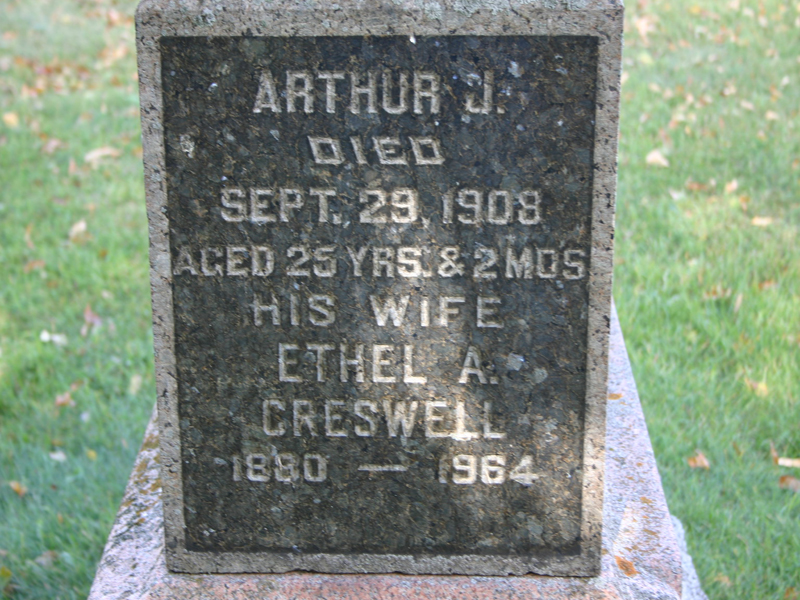 ARTHUR J.
DIED
SEPT. 29, 1908
AGED 25 YRS. & 2 MOS
HIS WIFE
ETHEL A.
CRESWELL
1880 — 1964